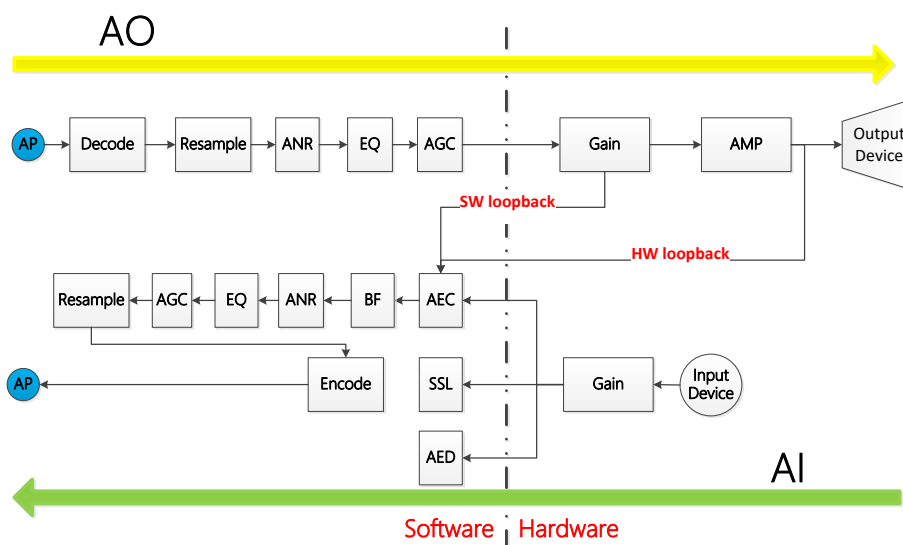 AO
AP
Decode
Resample
ANR
EQ
AGC
Gain
AMP
Output
Device
SW loopback
HW loopback
Resample
AGC
EQ
ANR
BF
AEC
AP
Encode
SSL
Gain
Input
Device
AED
AI
Software
Hardware